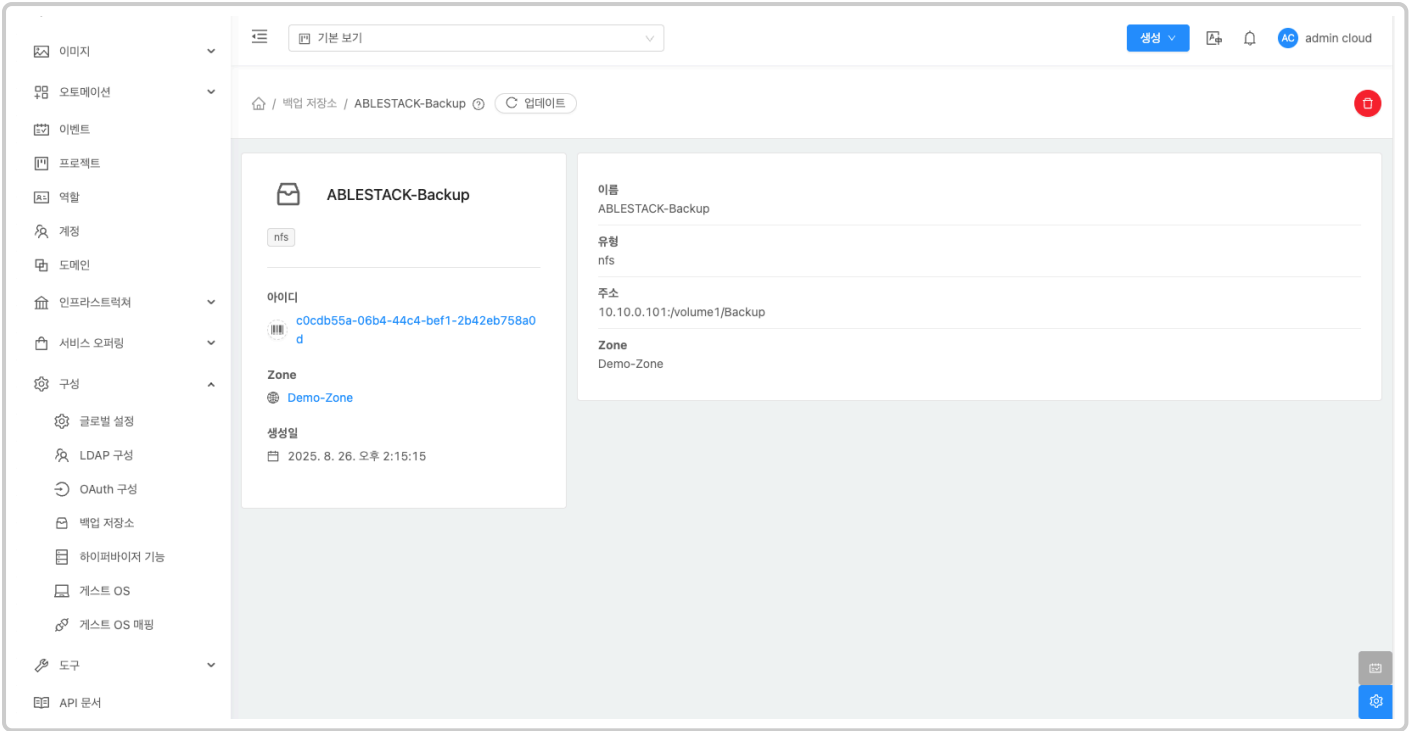 이미지
오토메이션
이벤트
프로젝트
역할
계정
도메인
인프라스트럭쳐
서비스 오퍼링
구성
글로벌 설정
LDAP 구성
OAuth 구성
백업 저장소
하이퍼바이저 기능
게스트 OS
게스트 OS 매핑
도구
API 문서
기본 보기
생성
AC admin cloud
/ 백업 저장소 / ABLESTACK-Backup 업데이트
ABLESTACK-Backup
nfs
아이디
c0cdb55a-06b4-44c4-bef1-2b42eb758a0
d
Zone
Demo-Zone
생성일
2025. 8. 26. 오후 2:15:15
이름
ABLESTACK-Backup
유형
nfs
주소
10.10.0.101:/volume1/Backup
Zone
Demo-Zone